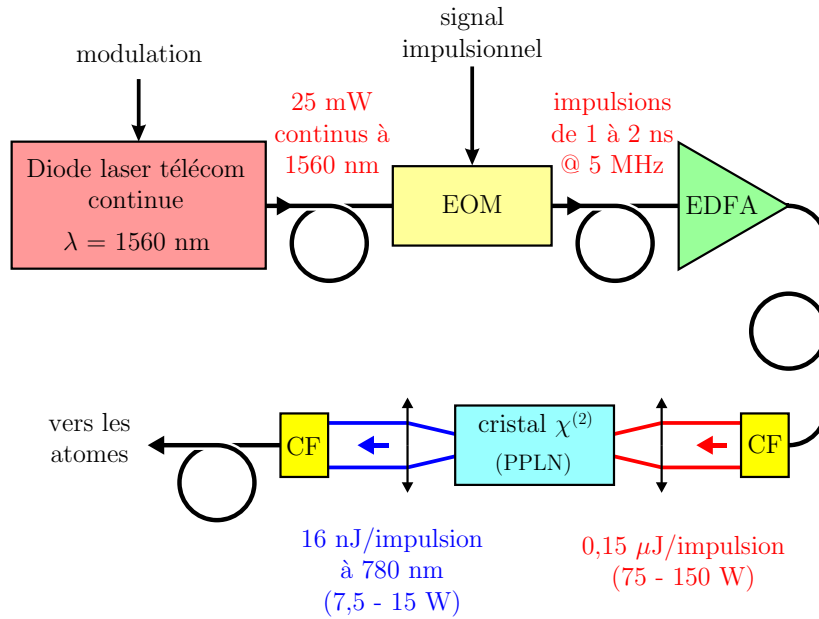 signal
impulsionnel
modulation
25 mW
continus à
1560 nm
impulsions
de 1 à 2 ns
@ 5 MHz
Diode laser télécom
continue
λ = 1560 nm
EOM
EDFA
vers les
atomes
CF
cristal χ⁽²⁾
(PPLN)
CF
16 nJ/impulsion
à 780 nm
(7,5 - 15 W)
0,15 μJ/impulsion
(75 - 150 W)